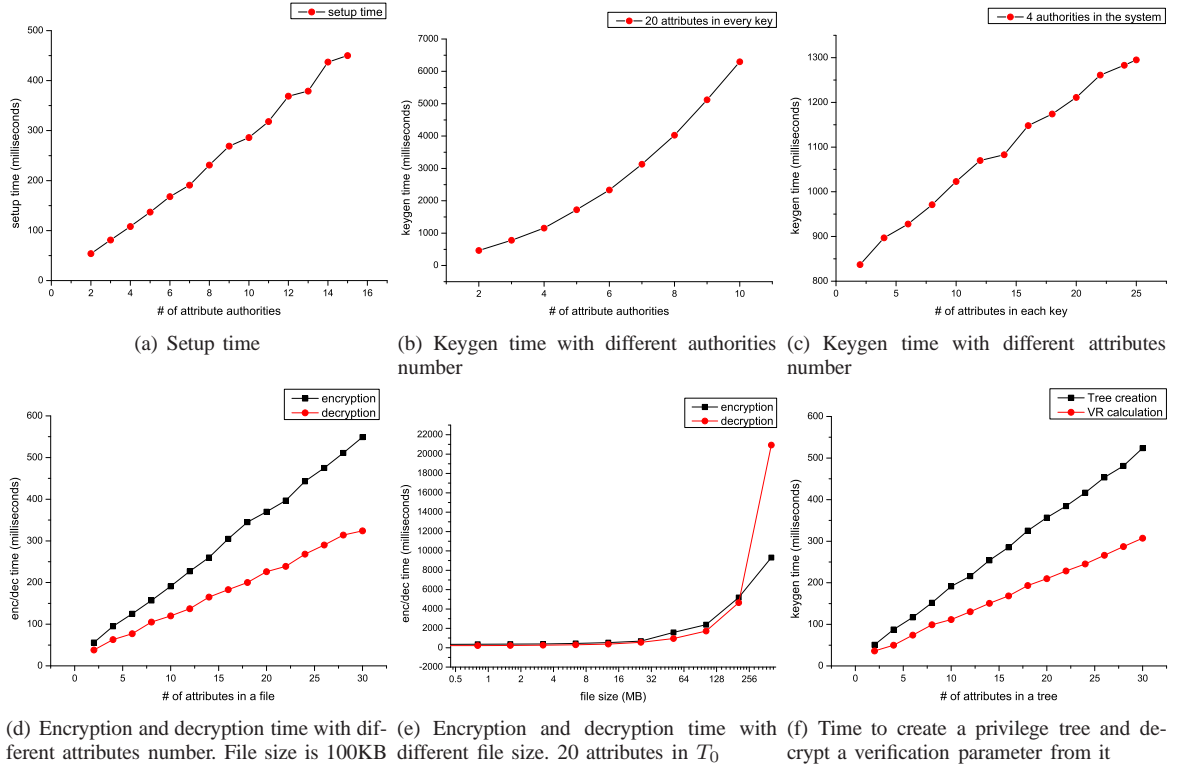 setup time
500
400
300
200
100
0
setup time (milliseconds)
0 2 4 6 8 10 12 14 16
# of attribute authorities
(a) Setup time
20 attributes in every key
7000
6000
5000
4000
3000
2000
1000
0
keygen time (milliseconds)
2 4 6 8 10
# of attribute authorities
(b) Keygen time with different authorities
number
4 authorities in the system
1300
1200
1100
1000
900
800
keygen time (milliseconds)
0 5 10 15 20 25
# of attributes in each key
(c) Keygen time with different attributes
number
encryption
decryption
600
500
400
300
200
100
0
enc/dec time (milliseconds)
0 5 10 15 20 25 30
# of attributes in a file
(d) Encryption and decryption time with dif-
ferent attributes number. File size is 100KB
encryption
decryption
22000
20000
18000
16000
14000
12000
10000
8000
6000
4000
2000
0
-2000
enc/dec time (milliseconds)
0.5 1 2 4 8 16 32 64 128 256
file size (MB)
(e) Encryption and decryption time with
different file size. 20 attributes in T0
Tree creation
VR calculation
600
500
400
300
200
100
0
keygen time (milliseconds)
0 5 10 15 20 25 30
# of attributes in a tree
(f) Time to create a privilege tree and de-
crypt a verification parameter from it